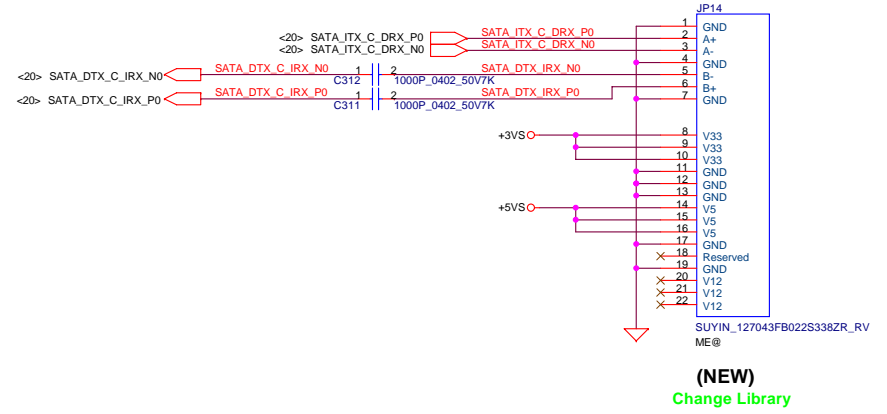 JP14
<20> SATA_ITX_C_DRX_P0 SATA_ITX_C_DRX_P0
<20> SATA_ITX_C_DRX_N0 SATA_ITX_C_DRX_N0
<20> SATA_DTX_C_IRX_N0 SATA_DTX_C_IRX_N0 1 2 SATA_DTX_IRX_N0
C312 1000P_0402_50V7K
<20> SATA_DTX_C_IRX_P0 SATA_DTX_C_IRX_P0 1 2 SATA_DTX_IRX_P0
C311 1000P_0402_50V7K
1 GND
2 A+
3 A-
4 GND
5 B-
6 B+
7 GND
+3VS
8 V33
9 V33
10 V33
11 GND
12 GND
13 GND
+5VS
14 V5
15 V5
16 V5
17 GND
18 Reserved
19 GND
20 V12
21 V12
22 V12
SUYIN_127043FB022S338ZR_RV
ME@
(NEW)
Change Library